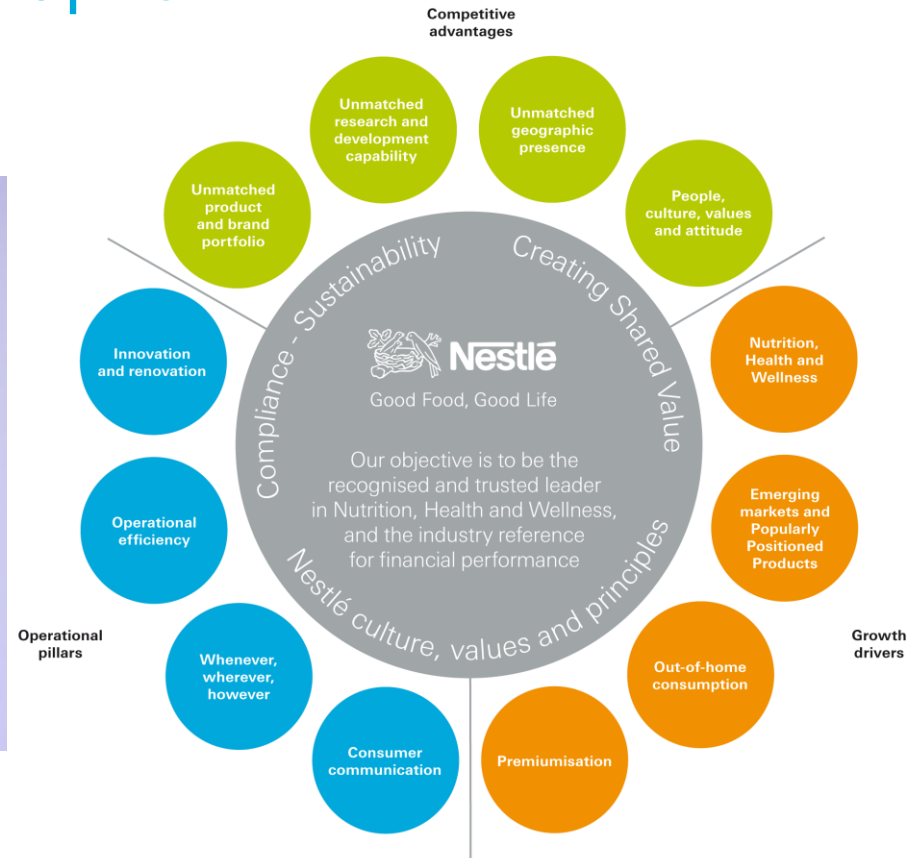 Competitive
advantages
Unmatched
research and
development
capability
Unmatched
geographic
presence
Unmatched
product
and brand
portfolio
People,
culture, values
and attitude
Innovation
and renovation
Nutrition,
Health and
Wellness
Operational
efficiency
Emerging
markets and
Popularly
Positioned
Products
Operational
pillars
Growth
drivers
Whenever,
wherever,
however
Out-of-home
consumption
Consumer
communication
Premiumisation
Compliance - Sustainability
Creating Shared Value
Nestlé culture, values and principles
Nestlé
Good Food, Good Life
Our objective is to be the
recognised and trusted leader
in Nutrition, Health and Wellness,
and the industry reference
for financial performance